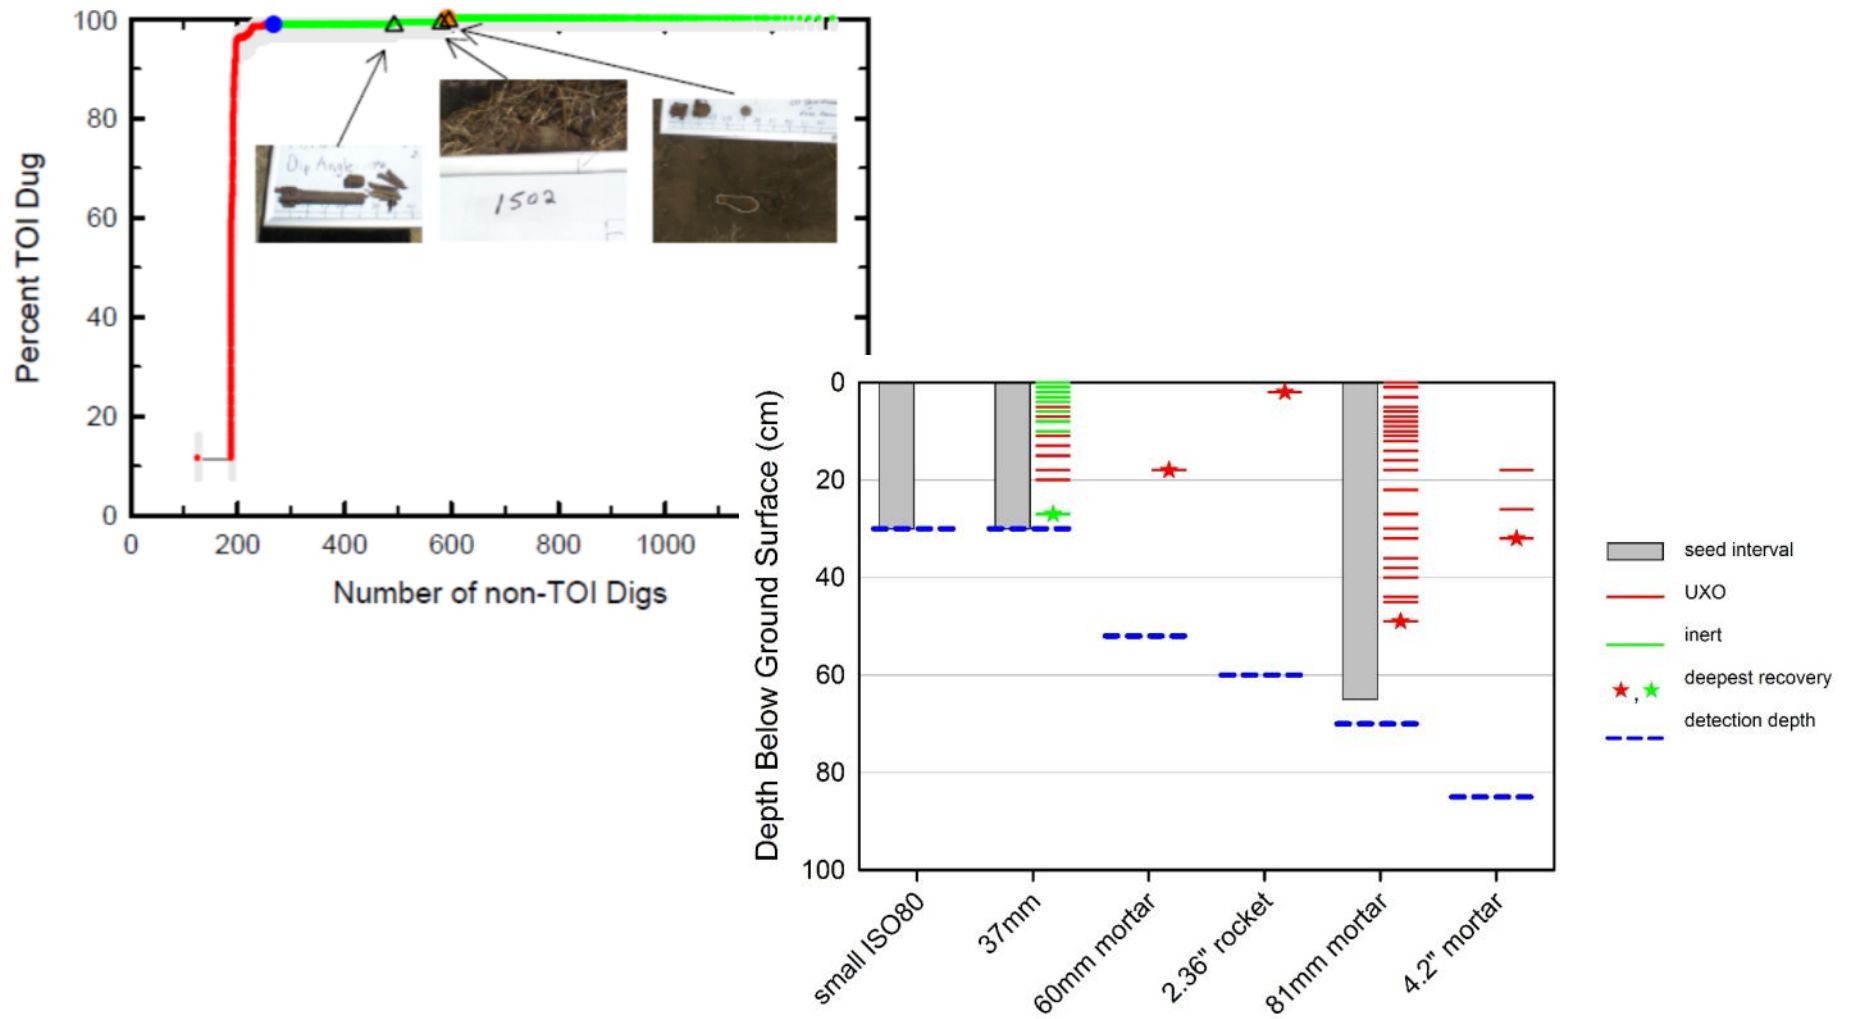 100
80
60
40
20
0
0 200 400 600 800 1000
Percent TOI Dug
Number of non-TOI Digs
Dip Angle
1502
0
20
40
60
80
100
Depth Below Ground Surface (cm)
small ISO80
37mm
60mm mortar
2.36" rocket
81mm mortar
4.2" mortar
seed interval
UXO
inert
, deepest recovery
detection depth